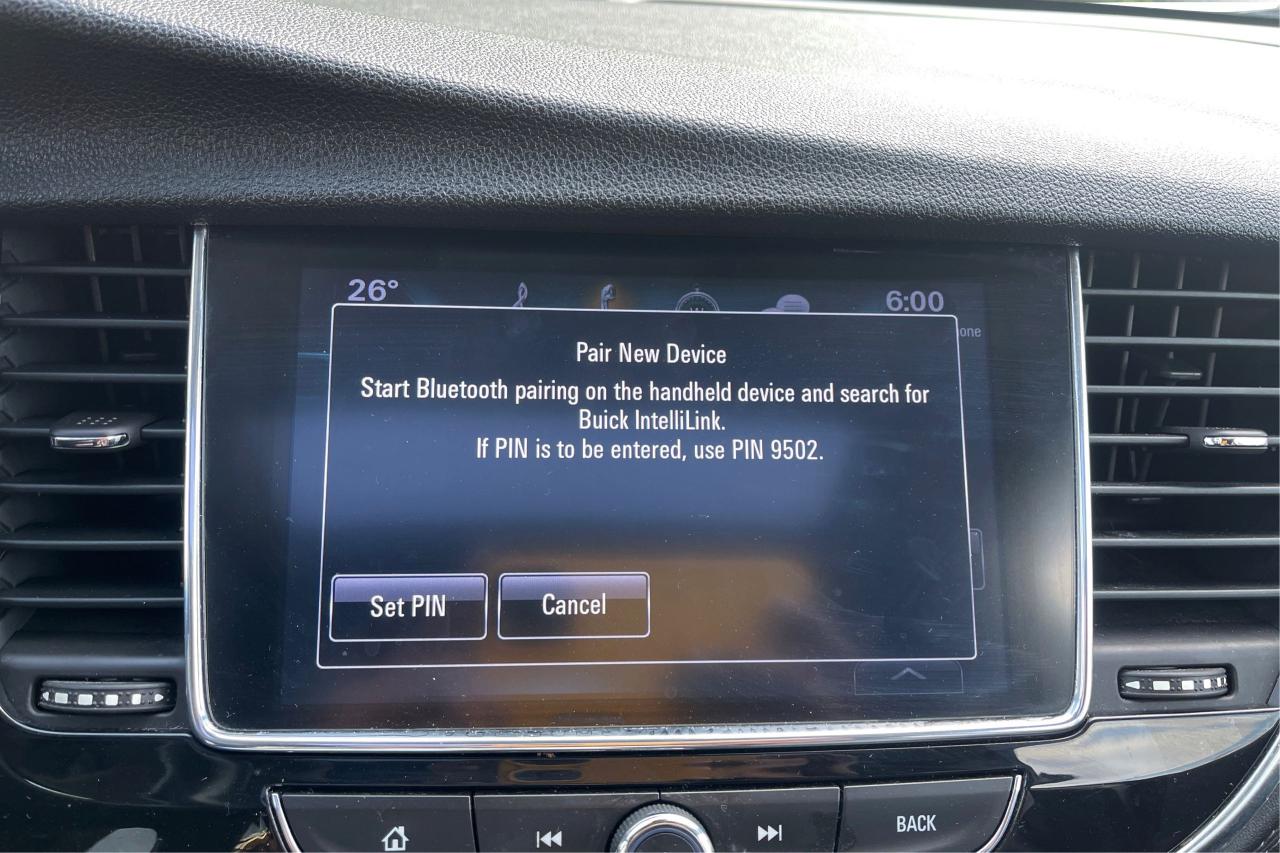 26° 6:00
one
Pair New Device
Start Bluetooth pairing on the handheld device and search for
Buick IntelliLink.
If PIN is to be entered, use PIN 9502.
Set PIN Cancel
BACK